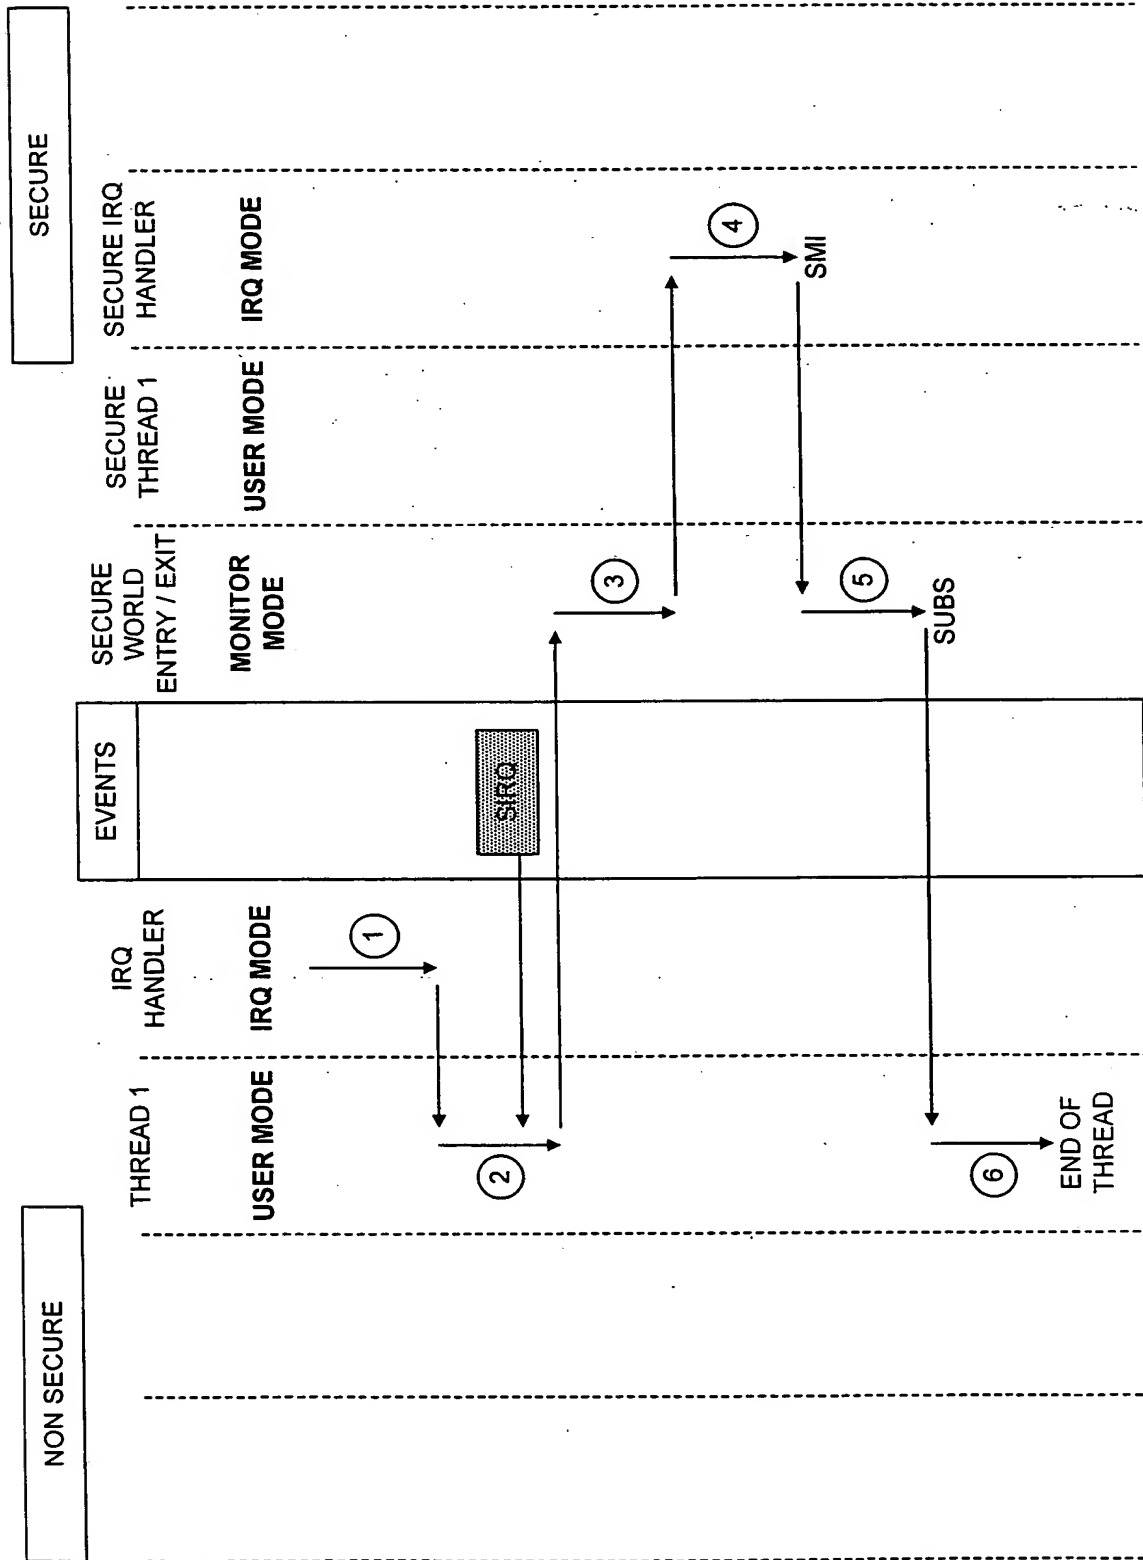 NON SECURE
SECURE
THREAD 1
USER MODE
IRQ
HANDLER
IRQ MODE
EVENTS
SECURE
WORLD
ENTRY / EXIT
MONITOR
MODE
SECURE
THREAD 1
USER MODE
SECURE IRQ
HANDLER
IRQ MODE
1
2
SIRQ
3
4
SMI
5
SUBS
6
END OF
THREAD